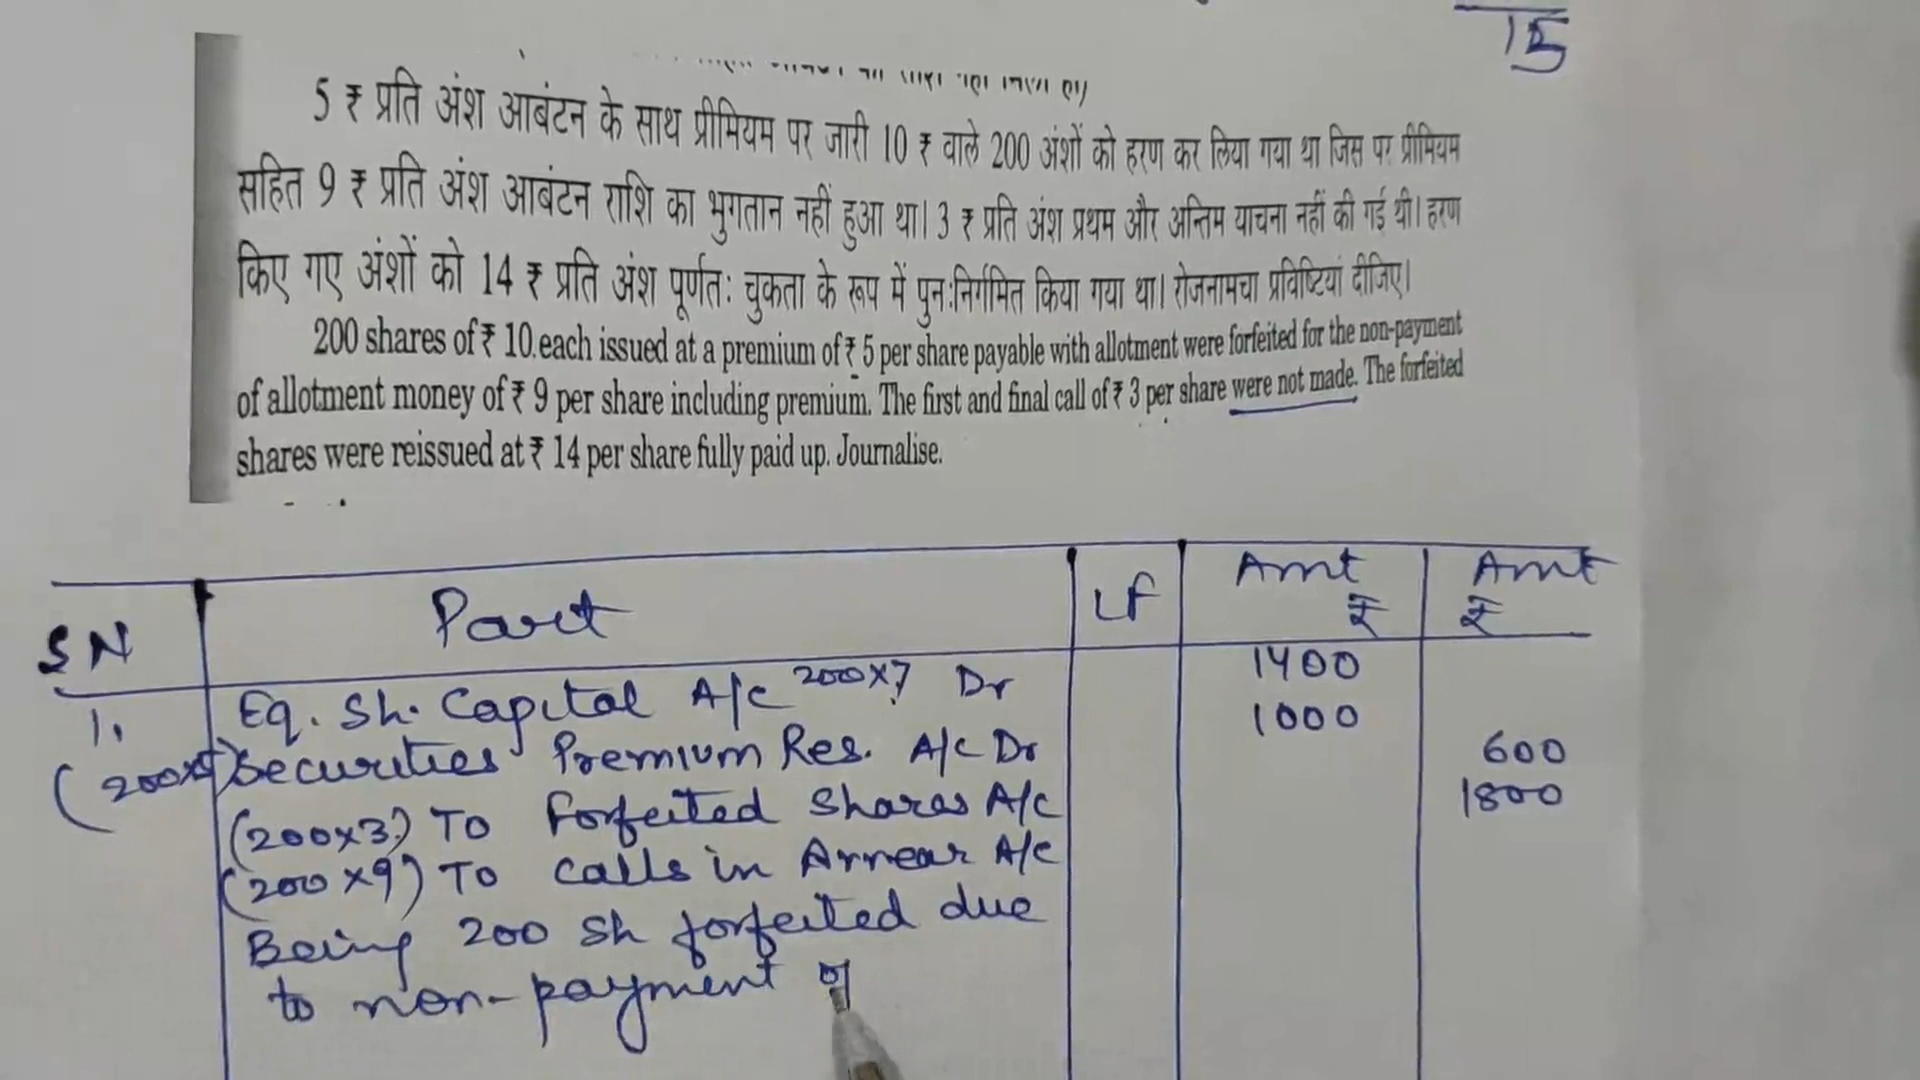 15
5 ₹ प्रति अंश आबंटन के साथ प्रीमियम पर जारी 10 ₹ वाले 200 अंशों को हरण कर लिया गया था जिस पर प्रीमियम
सहित 9 ₹ प्रति अंश आबंटन राशि का भुगतान नहीं हुआ था। 3 ₹ प्रति अंश प्रथम और अन्तिम याचना नहीं की गई थी। हरण
किए गए अंशों को 14 ₹ प्रति अंश पूर्णतः चुकता के रूप में पुनःनिर्गमित किया गया था। रोजनामचा प्रविष्टियां दीजिए।
200 shares of ₹ 10 each issued at a premium of ₹ 5 per share payable with allotment were forfeited for the non-payment
of allotment money of ₹ 9 per share including premium. The first and final call of ₹ 3 per share were not made. The forfeited
shares were reissued at ₹ 14 per share fully paid up. Journalise.
SN Part LF Amt ₹ Amt ₹
1. Eq. Sh. Capital A/c 200×7 Dr 1400
(200×5) Securities Premium Res. A/c Dr 1000
(200×3) To Forfeited Shares A/c 600
(200×9) To Calls in Arrear A/c 1800
Being 200 Sh forfeited due
to non-payment of